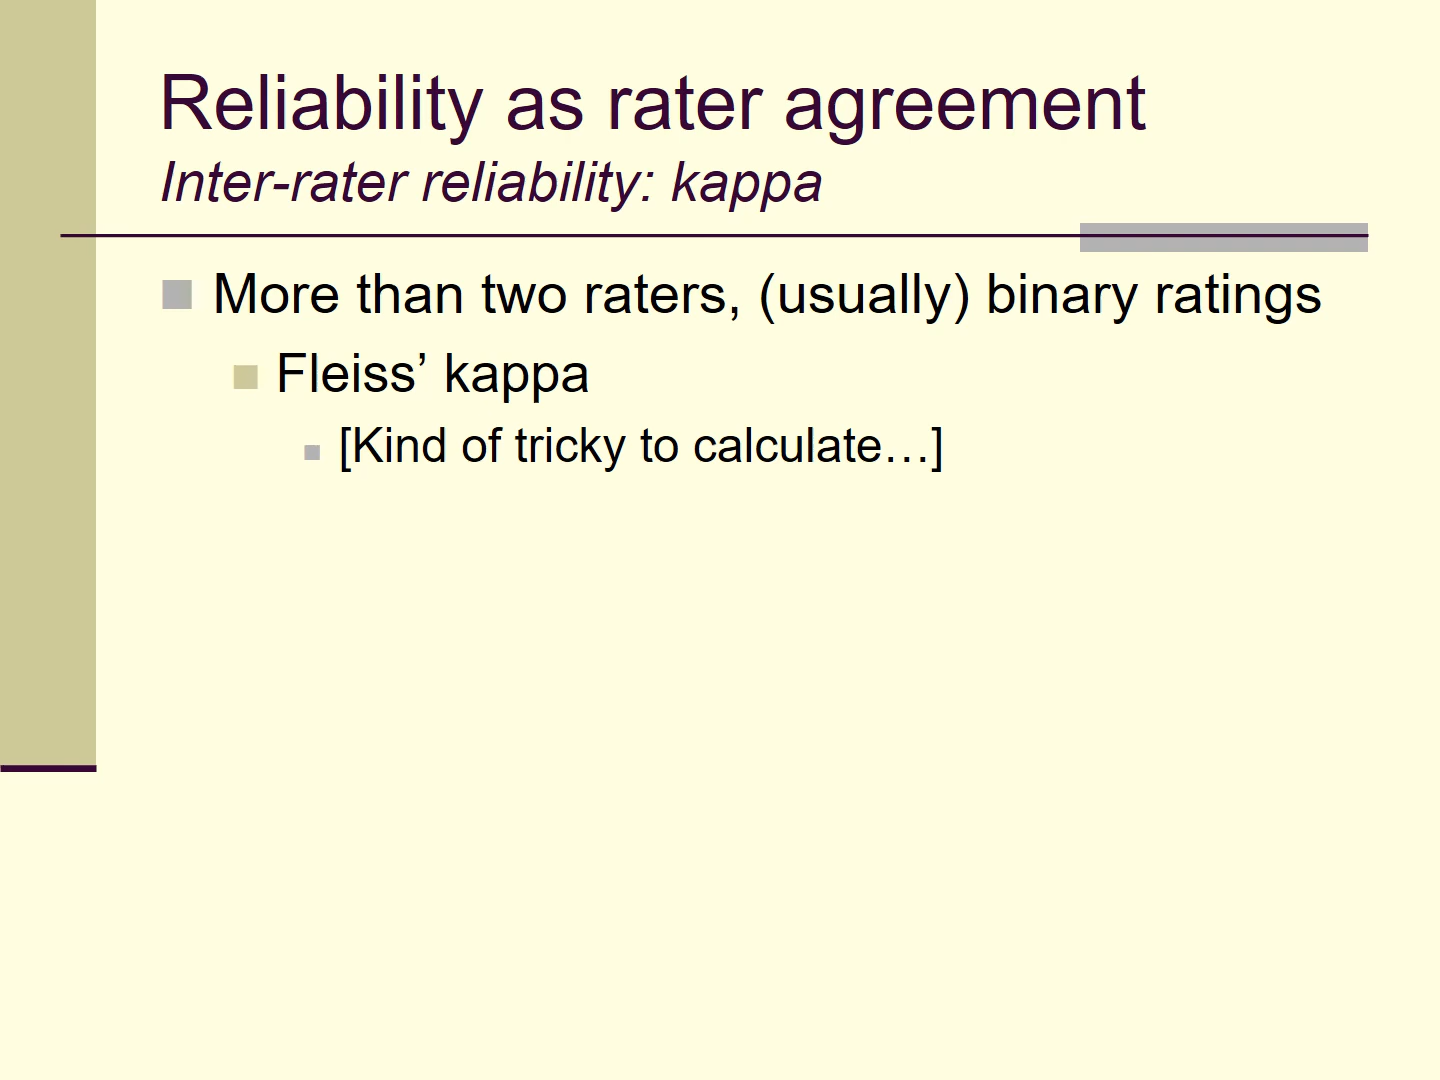 Reliability as rater agreement
Inter-rater reliability: kappa
More than two raters, (usually) binary ratings
Fleiss’ kappa
[Kind of tricky to calculate…]